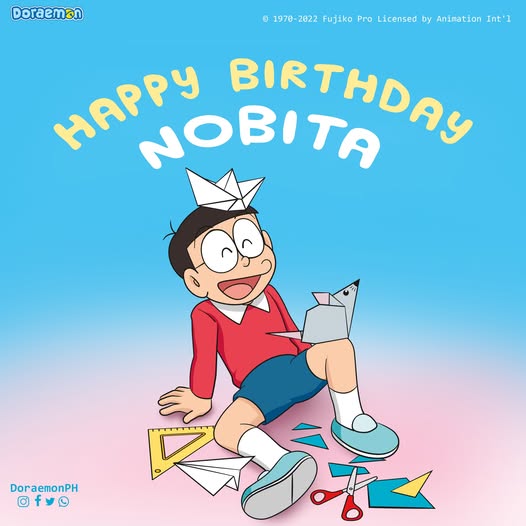 Doraemon
© 1970-2022 Fujiko Pro Licensed by Animation Int'l
HAPPY BIRTHDAY
NOBITA
DoraemonPH